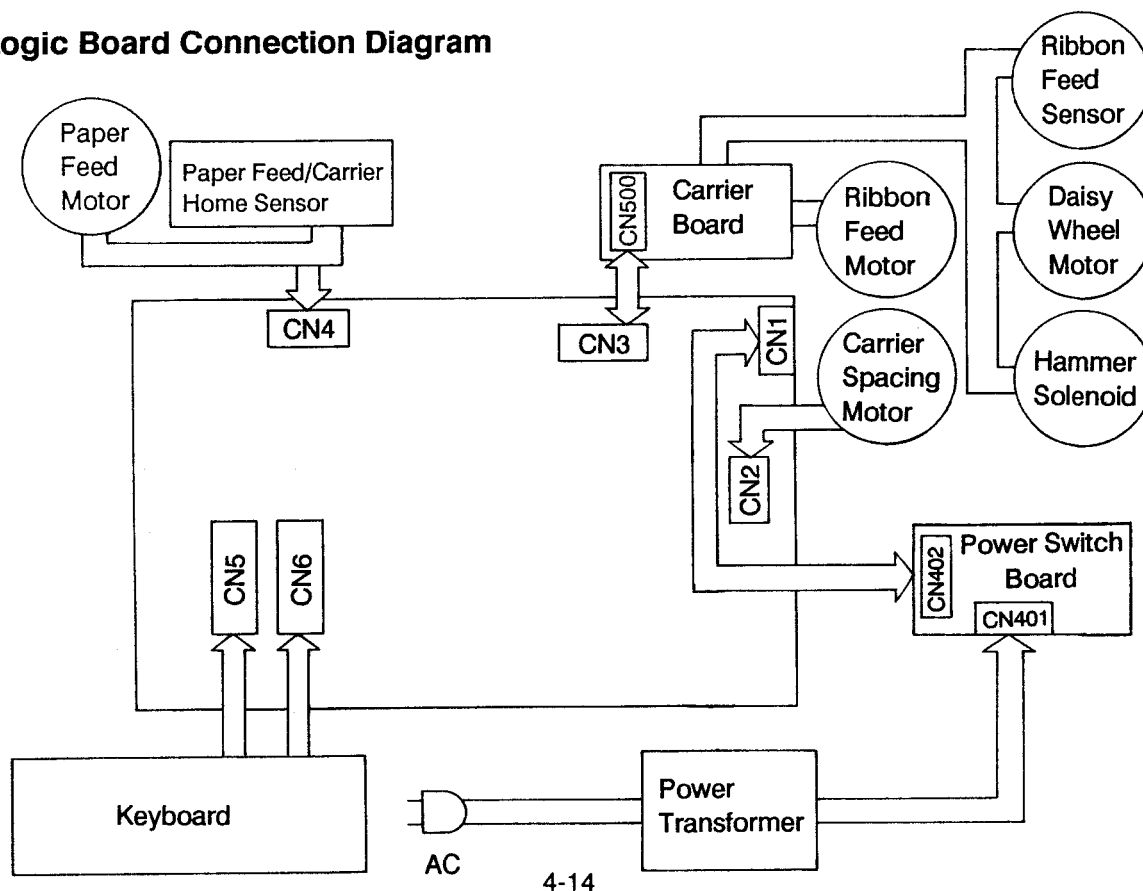 ogic Board Connection Diagram
Paper
Feed
Motor
Paper Feed/Carrier
Home Sensor
CN4
CN500
Carrier
Board
CN3
Ribbon
Feed
Motor
Ribbon
Feed
Sensor
Daisy
Wheel
Motor
Hammer
Solenoid
CN1
Carrier
Spacing
Motor
CN2
CN5
CN6
CN402
Power Switch
Board
CN401
Keyboard
AC
Power
Transformer
4-14